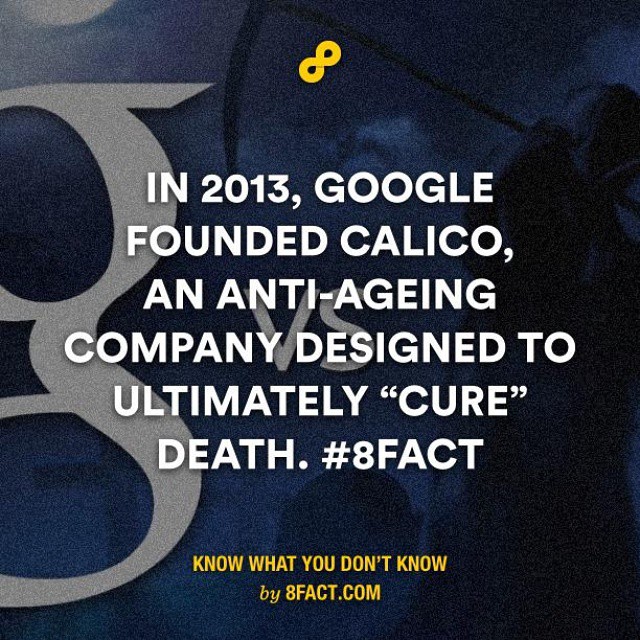 IN 2013, GOOGLE
FOUNDED CALICO,
AN ANTI-AGEING
COMPANY DESIGNED TO
ULTIMATELY “CURE”
DEATH. #8FACT
g
VS
KNOW WHAT YOU DON’T KNOW
by 8FACT.COM